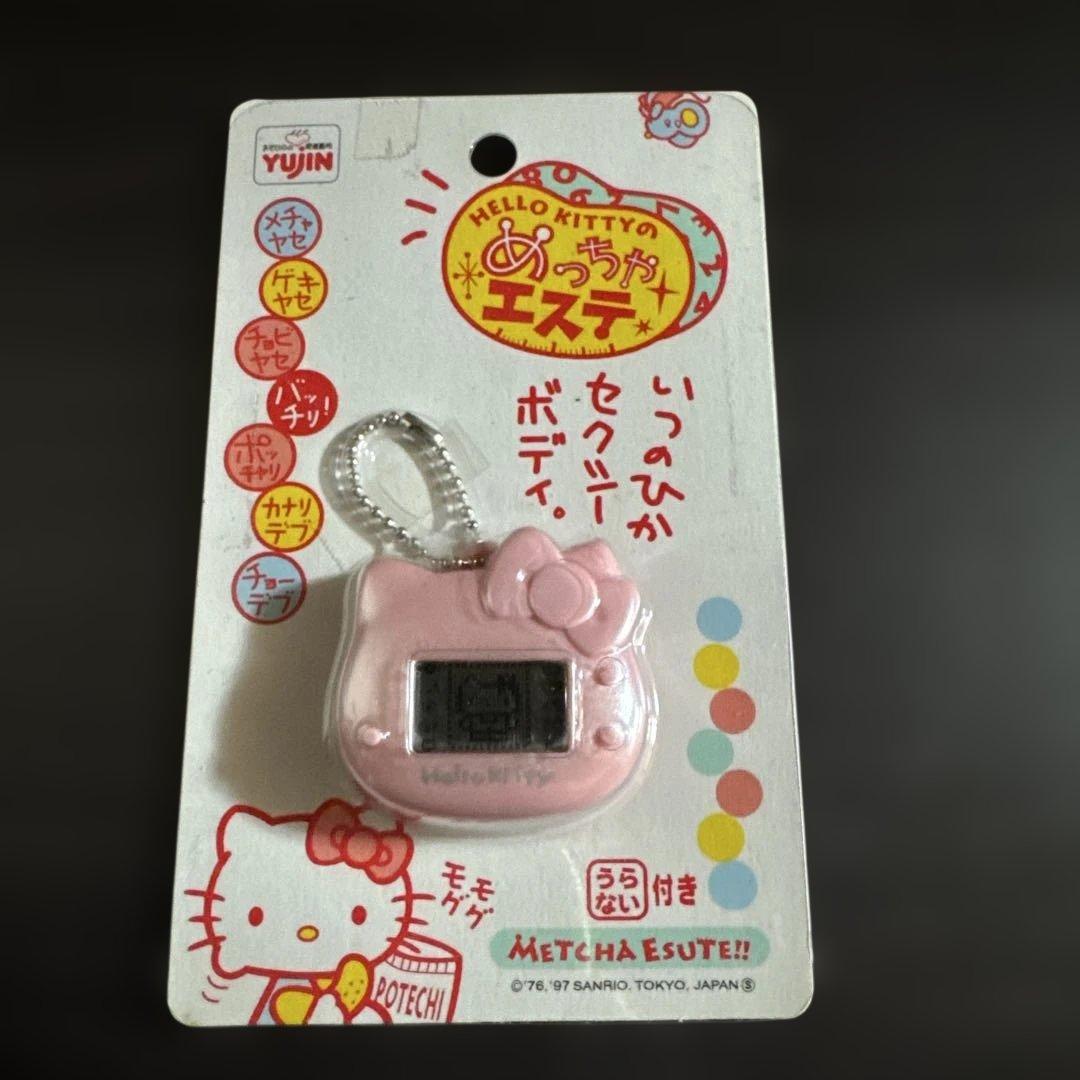 YUJIN
メチャ
ヤセ
ゲキ
ヤセ
チョビ
ヤセ
バッ
チリ!
ポッ
チャリ
カナリ
デブ
チョー
デブ
HELLO KITTYの
めっちゃ
エステ
いつのひか
セクシー
ボディ。
Hello Kitty
モグ
モグ
POTECHI
うら
ない
付き
METCHA ESUTE!!
©'76,'97 SANRIO, TOKYO, JAPAN Ⓢ